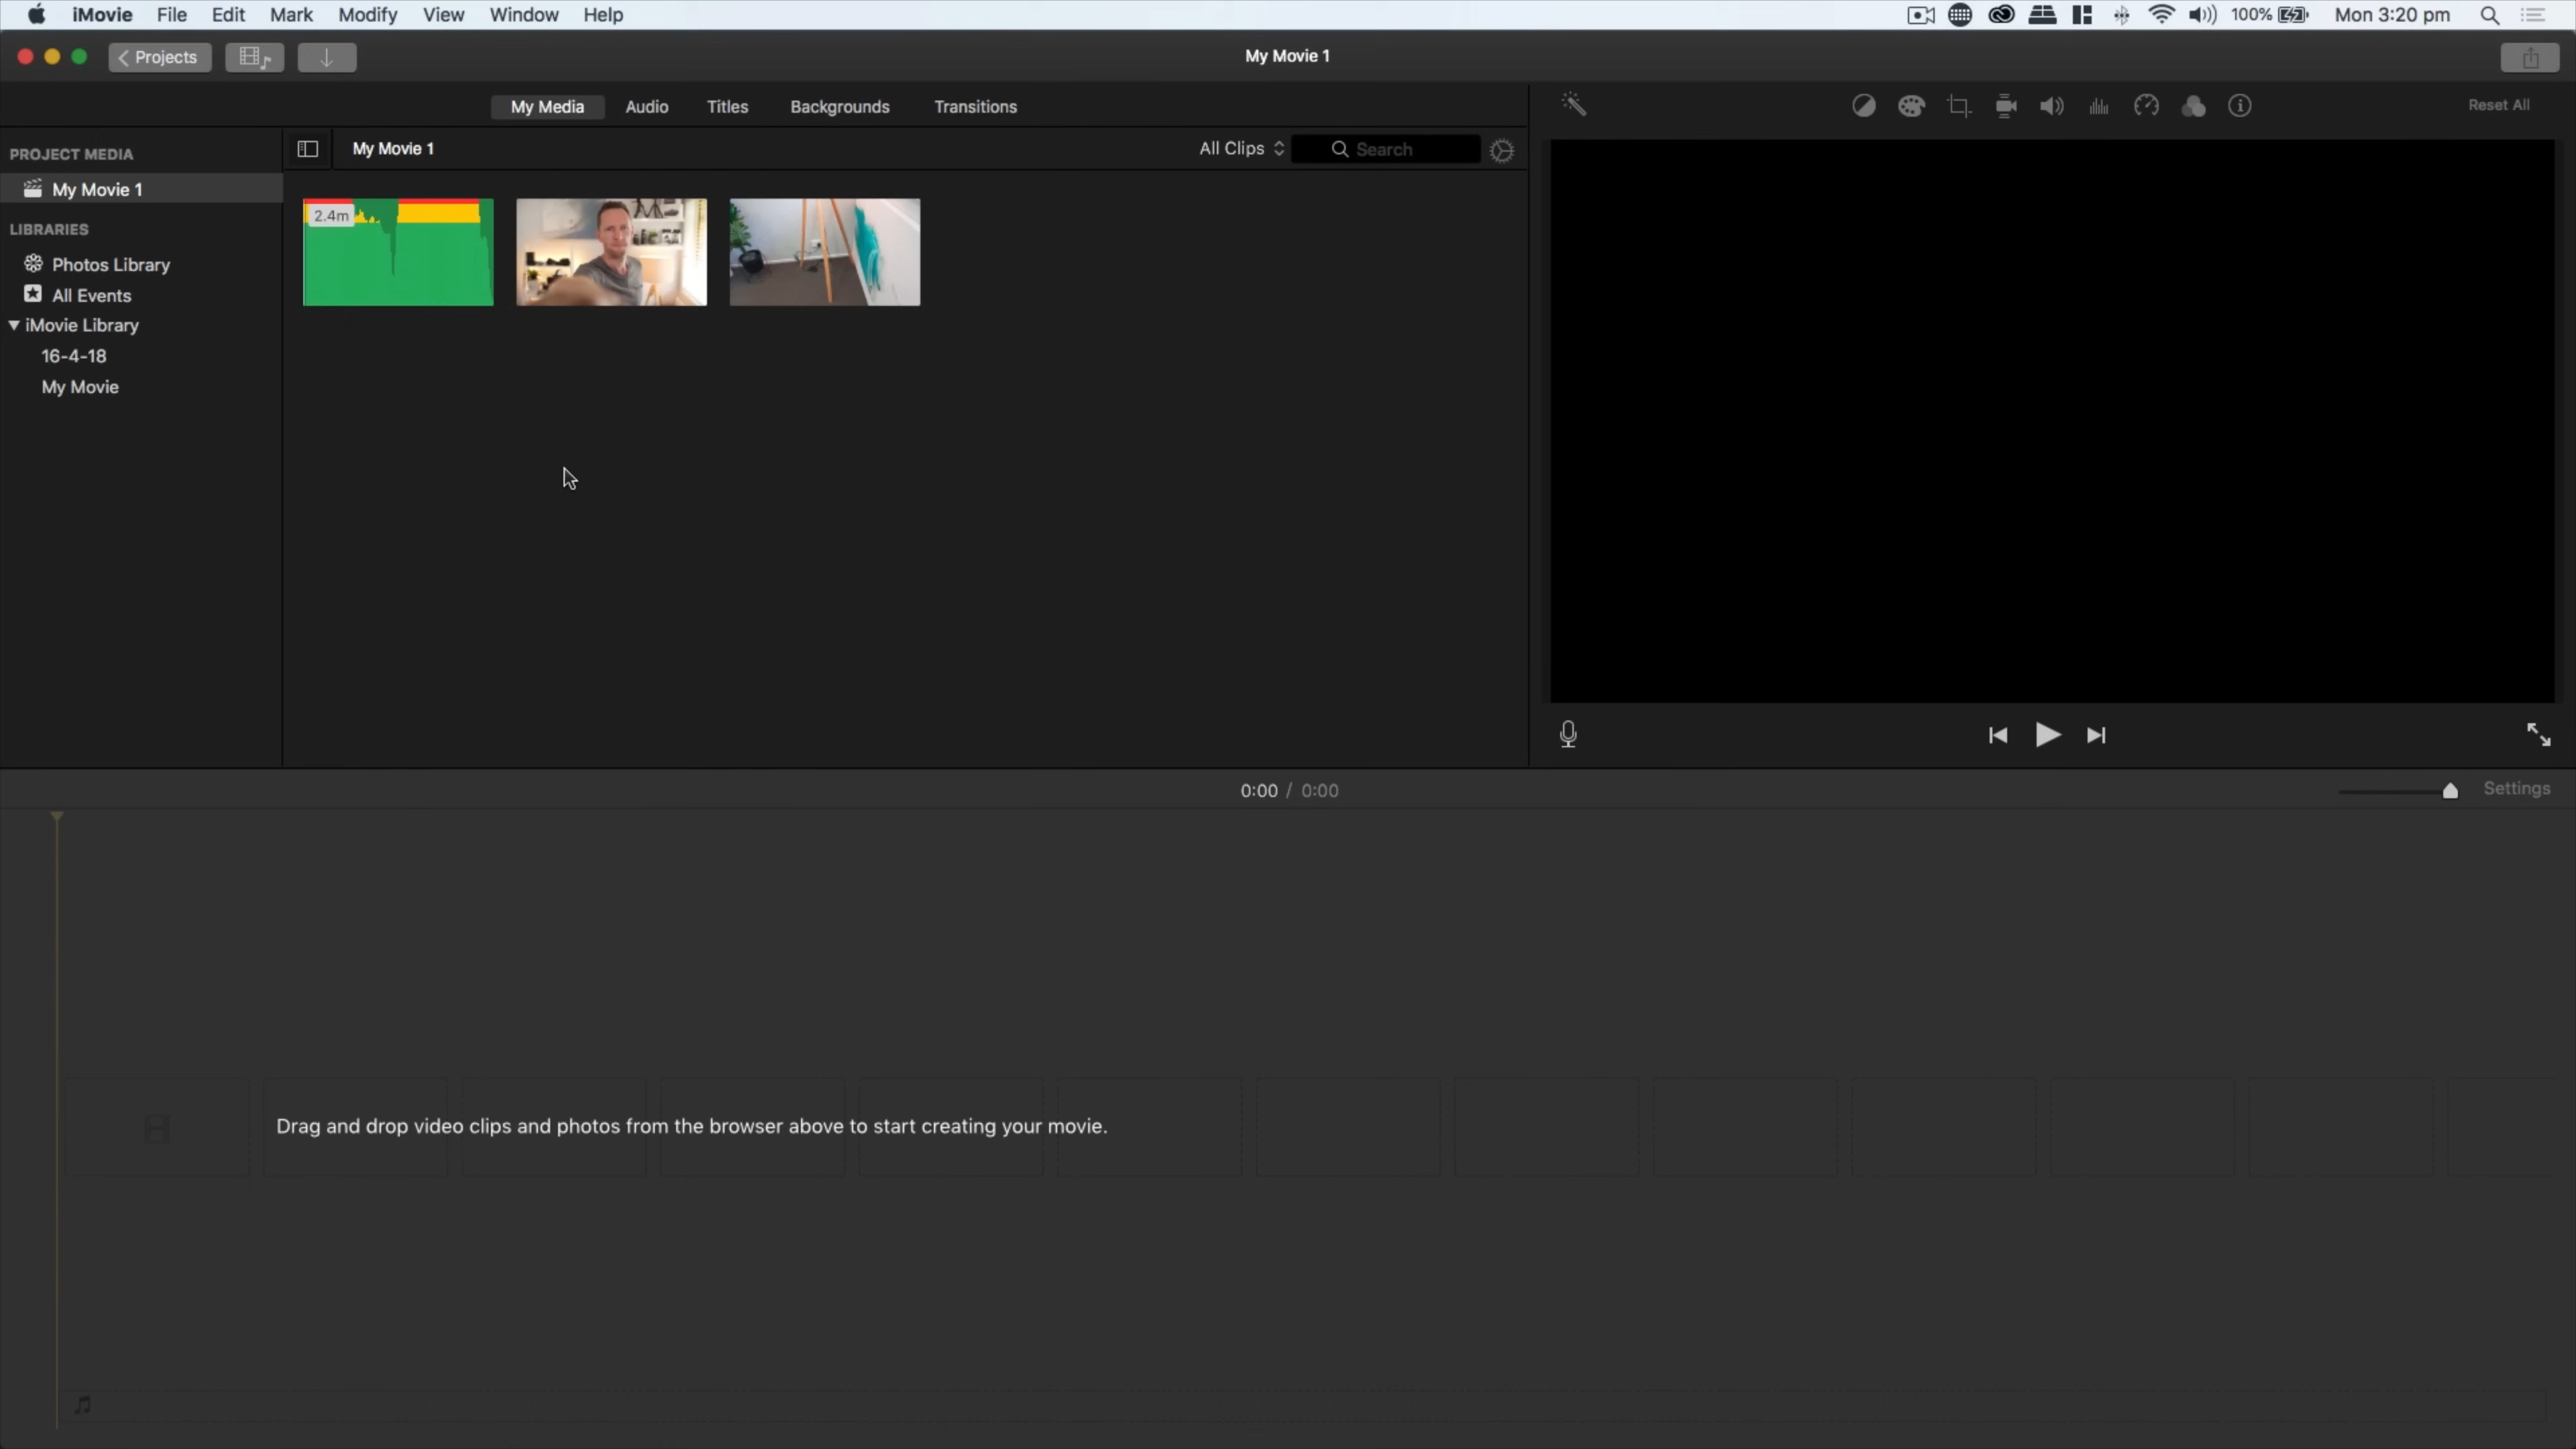 iMovie File Edit Mark Modify View Window Help 100% Mon 3:20 pm
Projects My Movie 1
My Media Audio Titles Backgrounds Transitions Reset All
PROJECT MEDIA
My Movie 1
LIBRARIES
Photos Library
All Events
iMovie Library
16-4-18
My Movie
My Movie 1 All Clips Search
2.4m
0:00 / 0:00 Settings
Drag and drop video clips and photos from the browser above to start creating your movie.